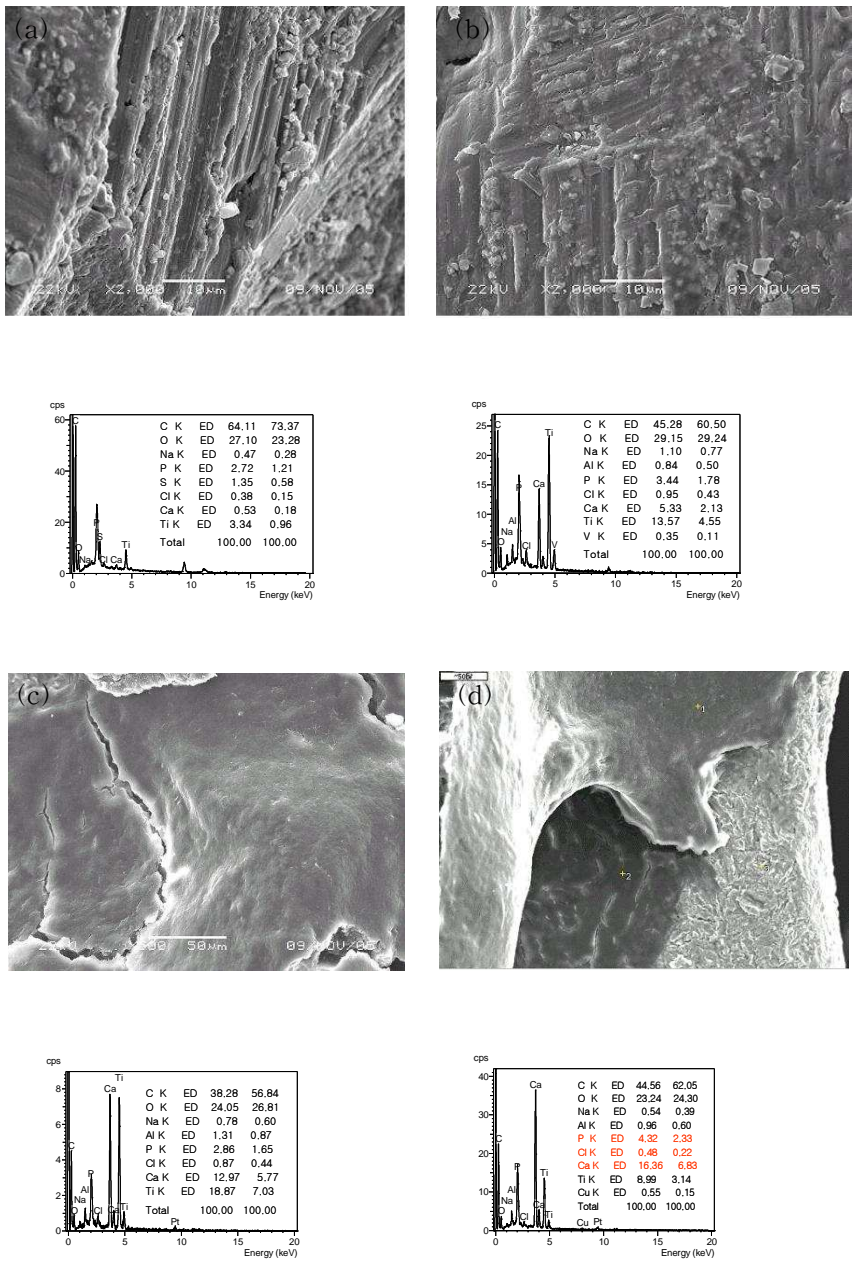 (a)
22kV X2,000 10µm 09/NOV/05
(b)
22kV X2,000 10µm 09/NOV/05
cps
60
40
20
0
C
O
Na
P
S
Cl
Ca
Ti
C K ED 64.11 73.37
O K ED 27.10 23.28
Na K ED 0.47 0.28
P K ED 2.72 1.21
S K ED 1.35 0.58
Cl K ED 0.38 0.15
Ca K ED 0.53 0.18
Ti K ED 3.34 0.96
Total 100.00 100.00
0 5 10 15 20
Energy (keV)
cps
25
20
15
10
5
0
C
O
Na
Al
P
Cl
Ca
Ti
V
C K ED 45.28 60.50
O K ED 29.15 29.24
Na K ED 1.10 0.77
Al K ED 0.84 0.50
P K ED 3.44 1.78
Cl K ED 0.95 0.43
Ca K ED 5.33 2.13
Ti K ED 13.57 4.55
V K ED 0.35 0.11
Total 100.00 100.00
0 5 10 15 20
Energy (keV)
(c)
50µm 09/NOV/05
(d)
1
2
cps
8
6
4
2
0
C
O
Na
Al
P
Cl
Ca
Ca
Ti
Ti
Pt
C K ED 38.28 56.84
O K ED 24.05 26.81
Na K ED 0.78 0.60
Al K ED 1.31 0.87
P K ED 2.86 1.65
Cl K ED 0.87 0.44
Ca K ED 12.97 5.77
Ti K ED 18.87 7.03
Total 100.00 100.00
0 5 10 15 20
Energy (keV)
cps
40
30
20
10
0
C
O
Na
Al
P
Cl
Ca
Ca
Ti
Ti
Cu Pt
C K ED 44.56 62.05
O K ED 23.24 24.30
Na K ED 0.54 0.39
Al K ED 0.96 0.60
P K ED 4.32 2.33
Cl K ED 0.48 0.22
Ca K ED 16,36 6.83
Ti K ED 8.99 3.14
Cu K ED 0.55 0.15
Total 100.00 100.00
0 5 10 15 20
Energy (keV)